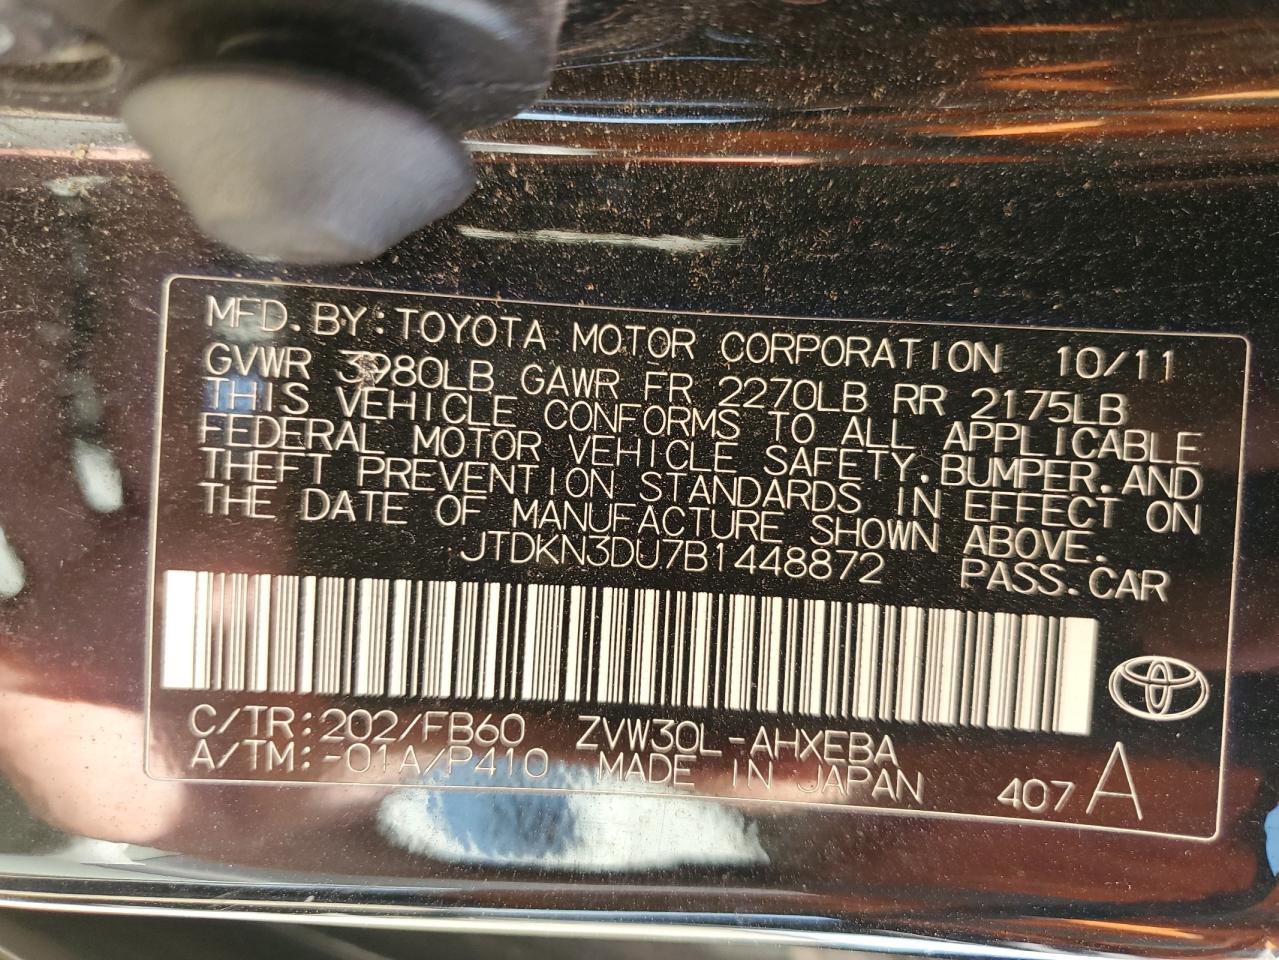 MFD. BY: TOYOTA MOTOR CORPORATION 10/11
GVWR 3980LB GAWR FR 2270LB RR 2175LB
THIS VEHICLE CONFORMS TO ALL APPLICABLE
FEDERAL MOTOR VEHICLE SAFETY. BUMPER. AND
THEFT PREVENTION STANDARDS IN EFFECT ON
THE DATE OF MANUFACTURE SHOWN ABOVE.
JTDKN3DU7B1448872 PASS. CAR
C/TR: 202/FB60 ZVW30L-AHXEBA
A/TM: -01A/P410 MADE IN JAPAN 407 A